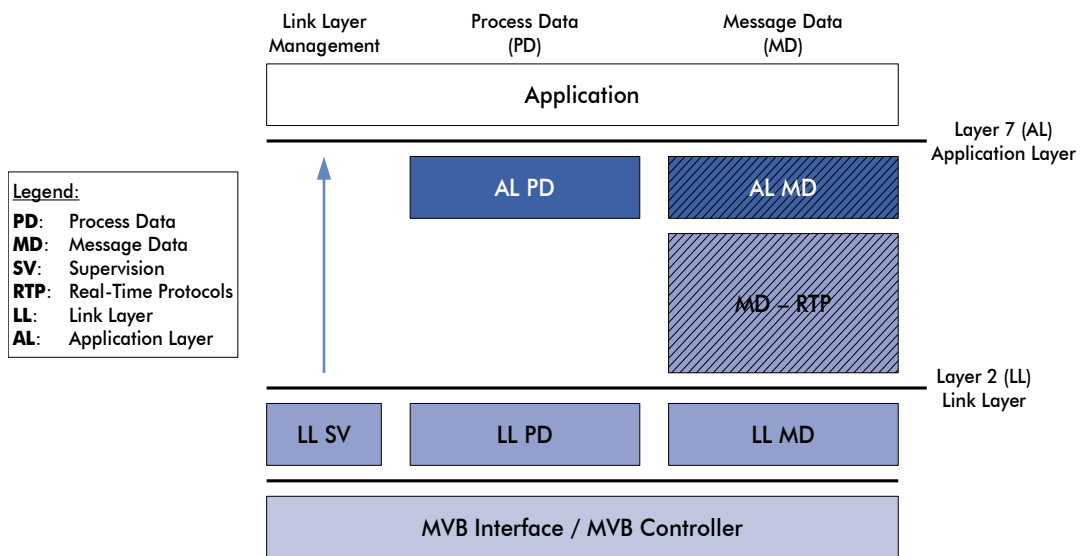 Link Layer
Management
Process Data
(PD)
Message Data
(MD)
Application
Layer 7 (AL)
Application Layer
AL PD
AL MD
Legend:
PD: Process Data
MD: Message Data
SV: Supervision
RTP: Real-Time Protocols
LL: Link Layer
AL: Application Layer
MD – RTP
Layer 2 (LL)
Link Layer
LL SV
LL PD
LL MD
MVB Interface / MVB Controller